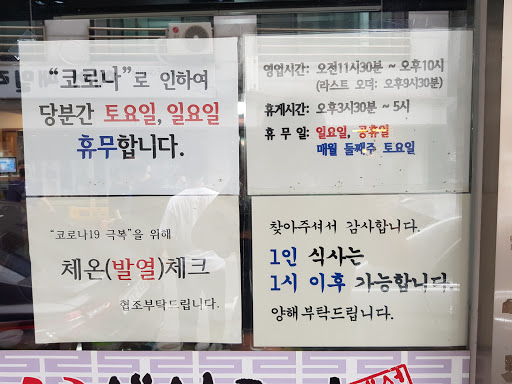 “코로나”로 인하여
당분간 토요일, 일요일
휴무합니다.
영업시간: 오전11시30분 ~ 오후10시
(라스트 오더: 오후9시30분)
휴게시간: 오후3시30분 ~ 5시
휴 무 일: 일요일, 공휴일
매월 둘째주 토요일
“코로나19 극복”을 위해
체온(발열)체크
협조부탁드립니다.
찾아주셔서 감사합니다.
1인 식사는
1시 이후 가능합니다.
양해부탁드립니다.